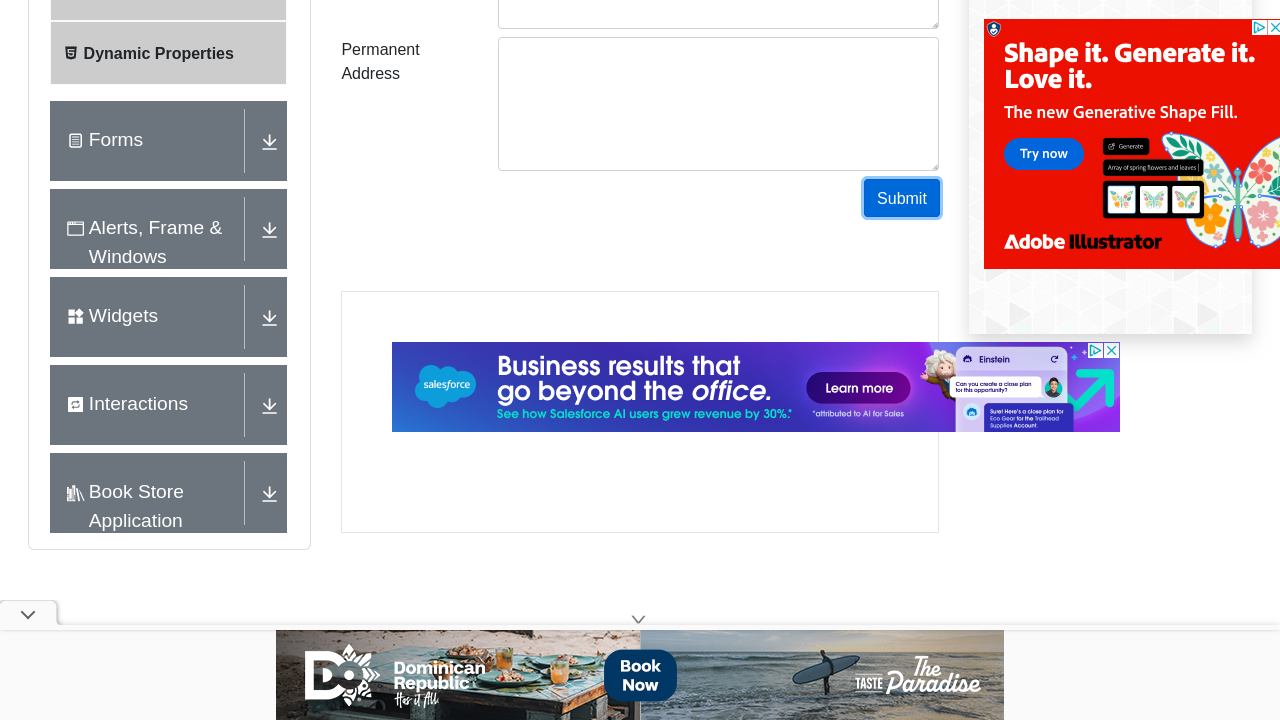 Dynamic Properties
Forms
Alerts, Frame &
Windows
Widgets
Interactions
Book Store
Application
Permanent
Address
Submit
Shape it. Generate it.
Love it.
The new Generative Shape Fill.
Try now
Generate
Array of spring flowers and leaves
Adobe Illustrator
salesforce
Business results that
go beyond the office.
See how Salesforce AI users grew revenue by 30%.*
Learn more
*attributed to AI for Sales
Einstein
Can you create a close plan
for this opportunity?
Sure! Here's a close plan for
Eco Gear for the Trailhead
Supplies Account.
DR
Dominican
Republic
Has it All
Book
Now
TASTE The
Paradise